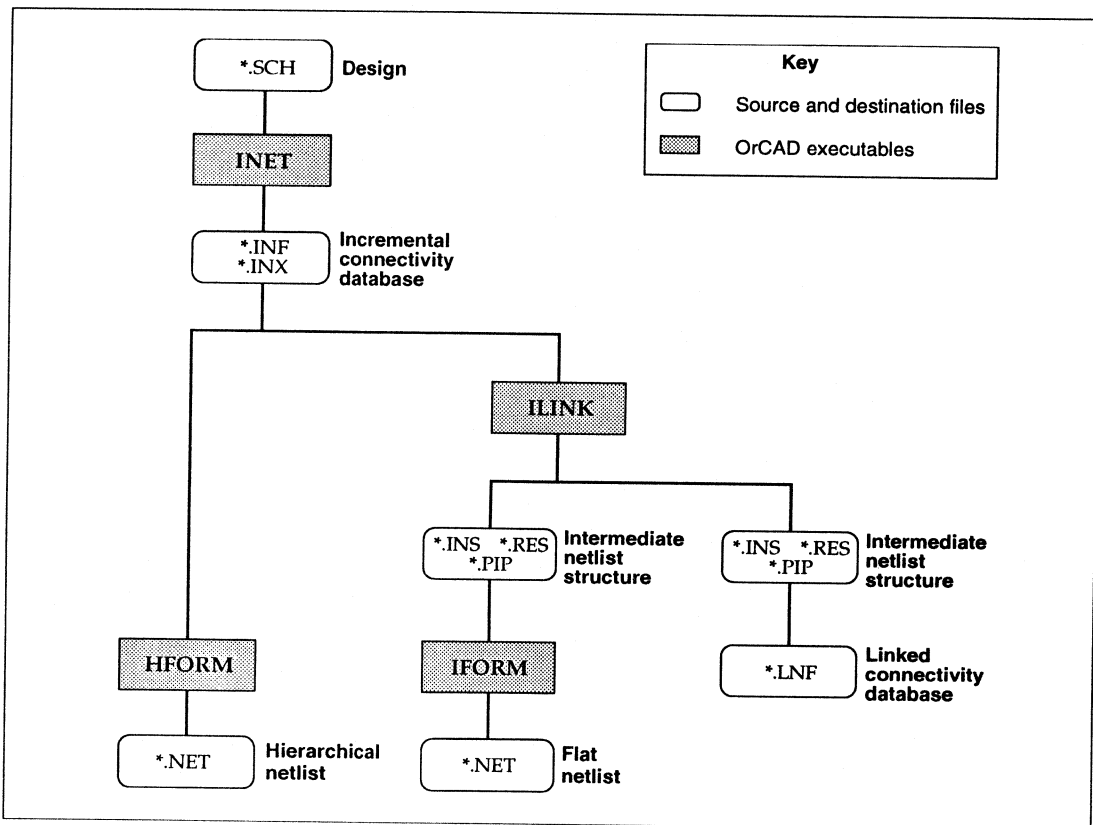 *.SCH
Design
Key
Source and destination files
OrCAD executables
INET
*.INF
*.INX
Incremental
connectivity
database
ILINK
*.INS *.RES
*.PIP
Intermediate
netlist
structure
*.INS *.RES
*.PIP
Intermediate
netlist
structure
HFORM
IFORM
*.LNF
Linked
connectivity
database
*.NET
Hierarchical
netlist
*.NET
Flat
netlist